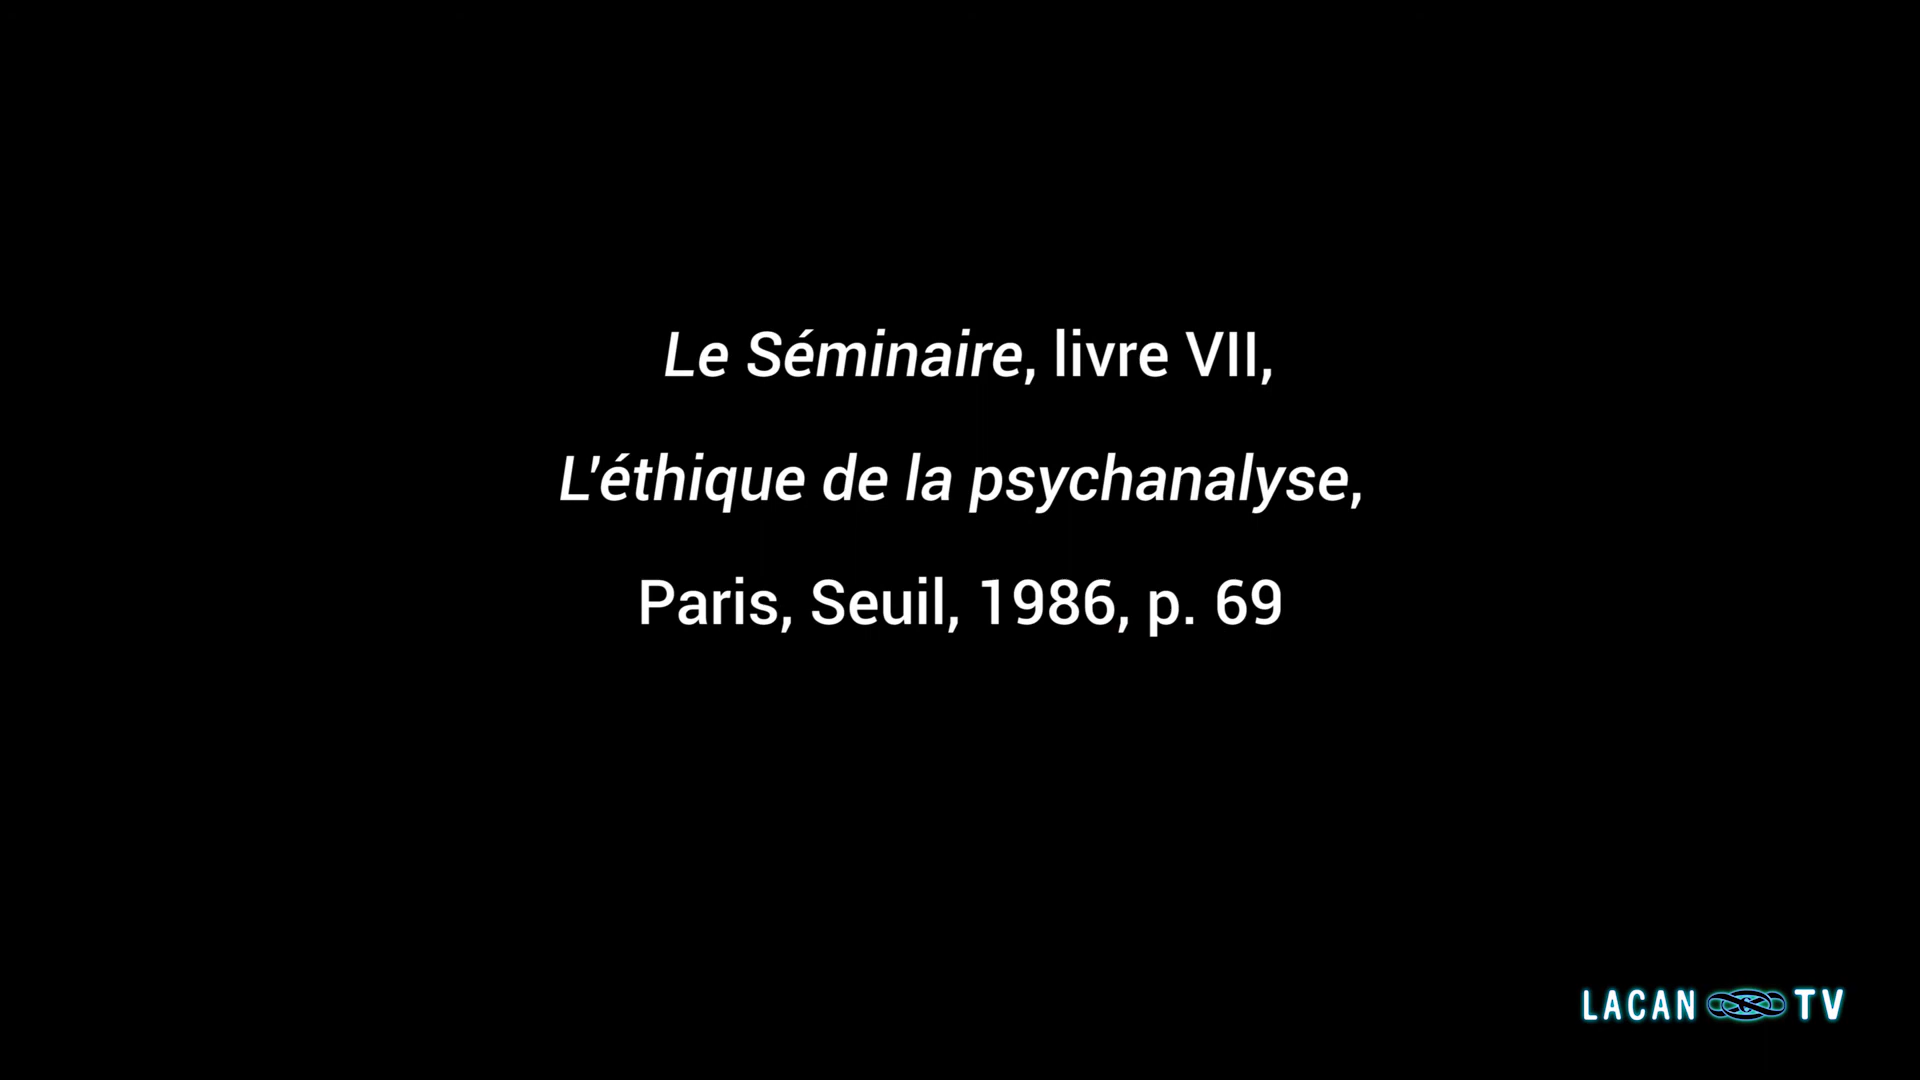 Le Séminaire, livre VII,
L'éthique de la psychanalyse,
Paris, Seuil, 1986, p. 69
LACAN TV